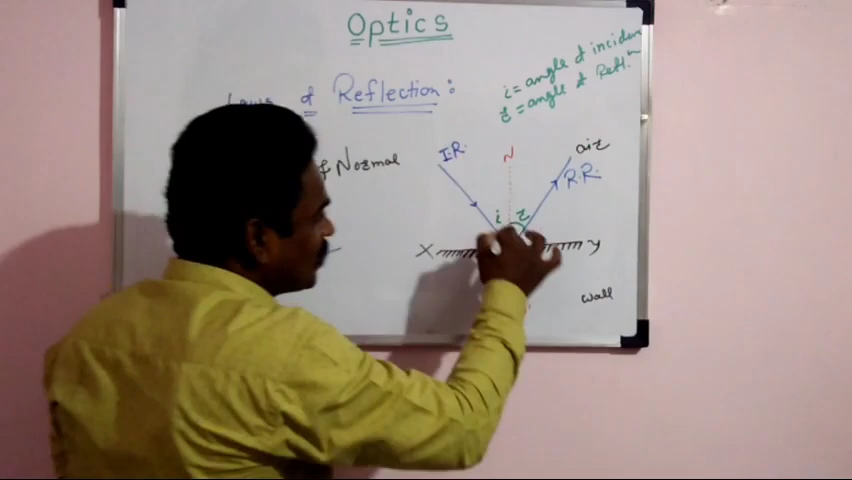 Optics
Laws of Reflection:
i = angle of inciden
r = angle of Refl.n
of Normal
I.R.
N
air
R.R.
i
r
X
Y
wall